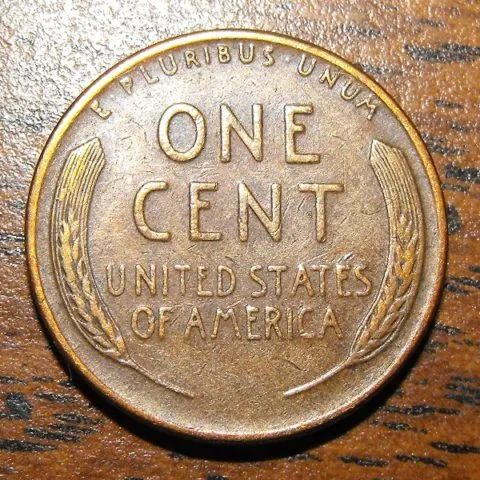 E PLURIBUS UNUM
ONE
CENT
UNITED STATES
OF AMERICA